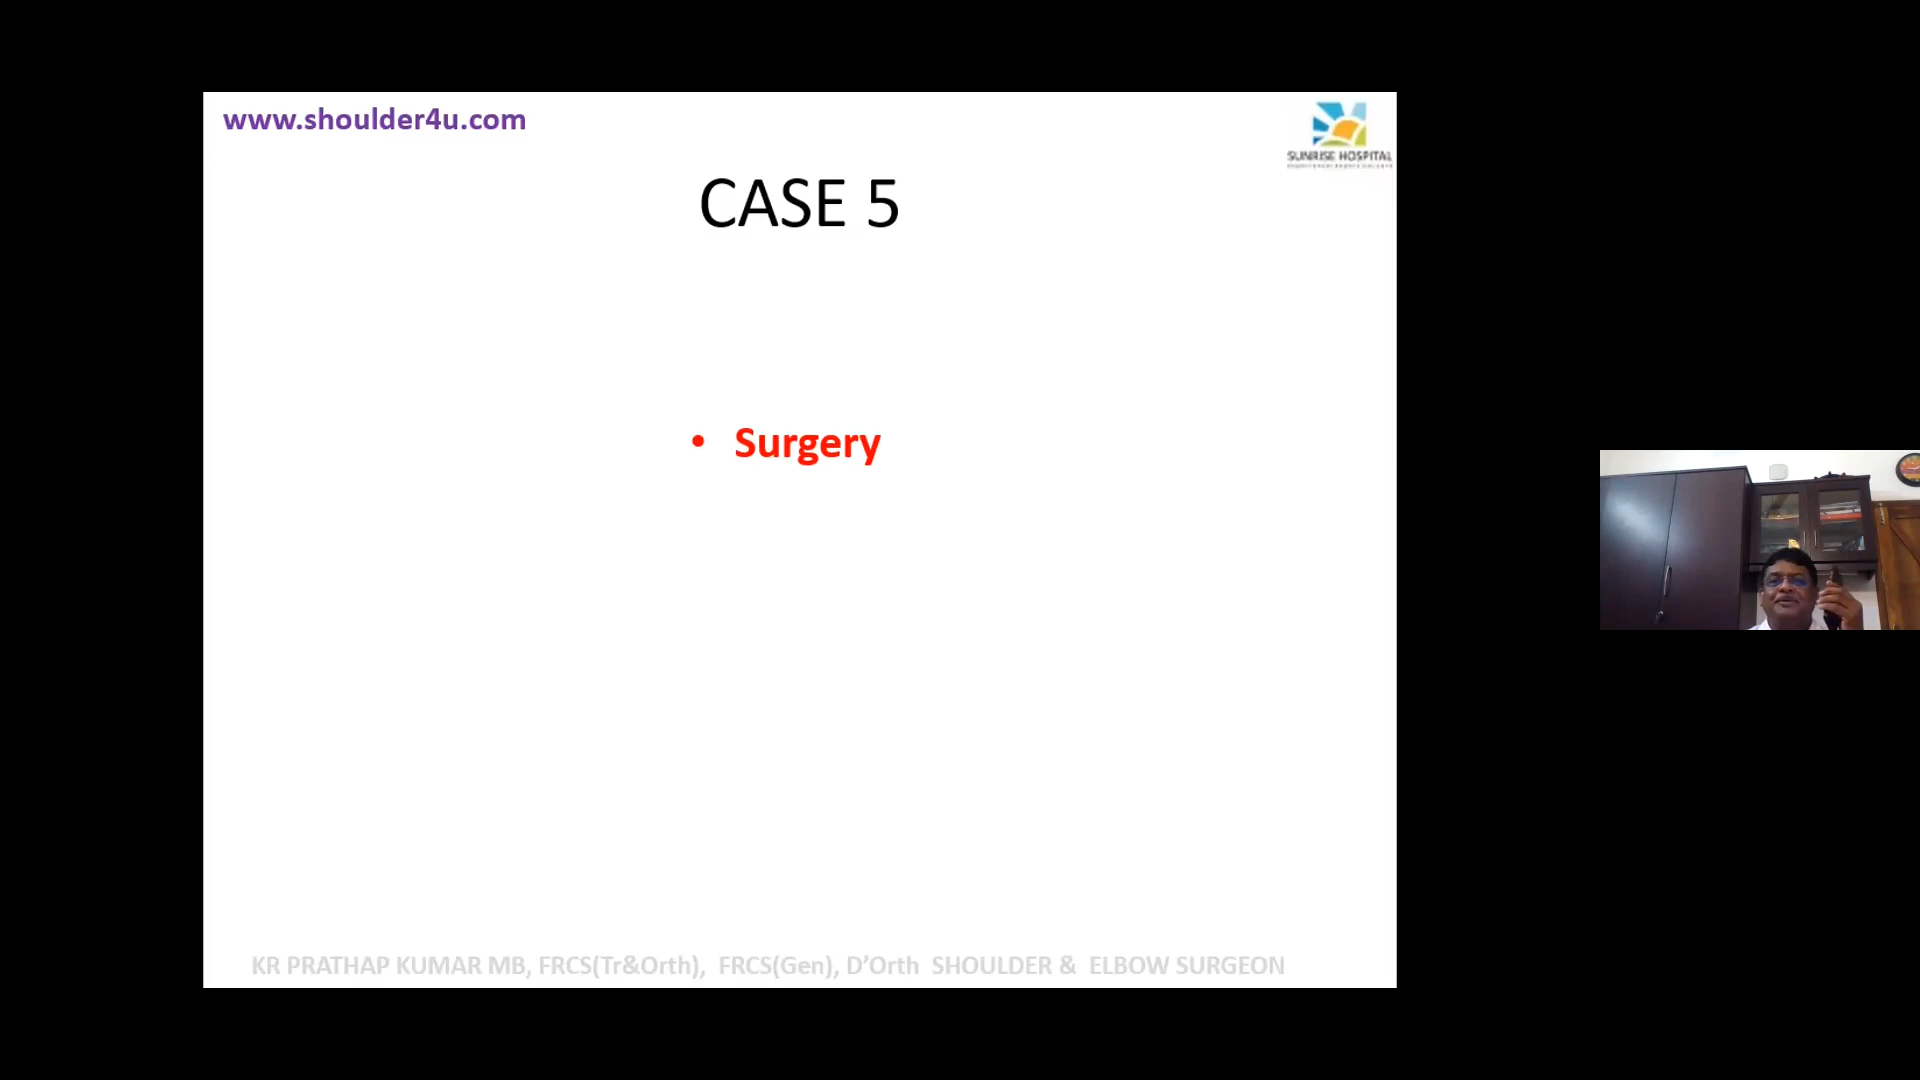 www.shoulder4u.com
SUNRISE HOSPITAL
CASE 5
• Surgery
KR PRATHAP KUMAR MB, FRCS(Tr&Orth), FRCS(Gen), D’Orth SHOULDER & ELBOW SURGEON